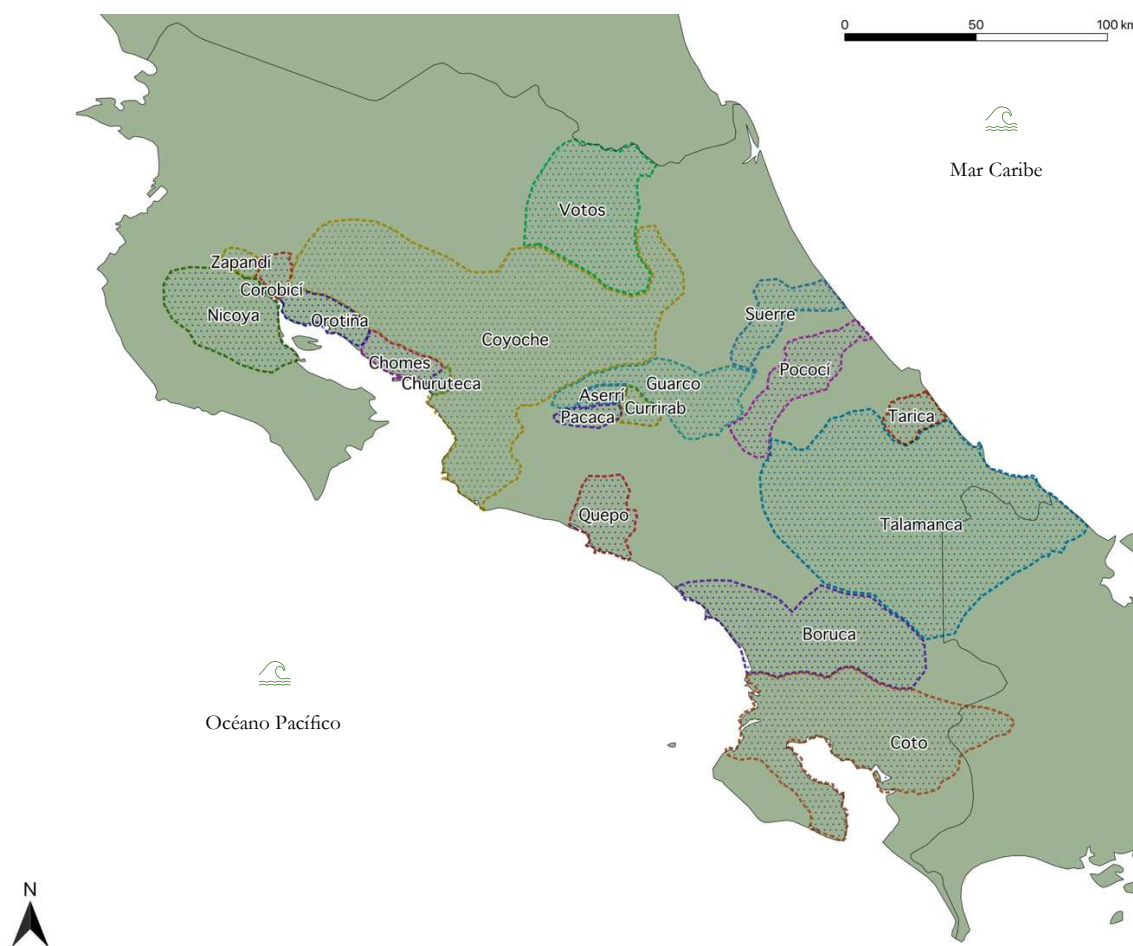 0 50 100 km
Mar Caribe
Votos
Zapandí
Corobicí
Nicoya
Orotiña
Suerre
Coyoche
Chomes
Pococí
Churuteca
Guarco
Aserrí
Currirab
Pacaca
Tarica
Quepo
Talamanca
Boruca
Océano Pacífico
Coto
N